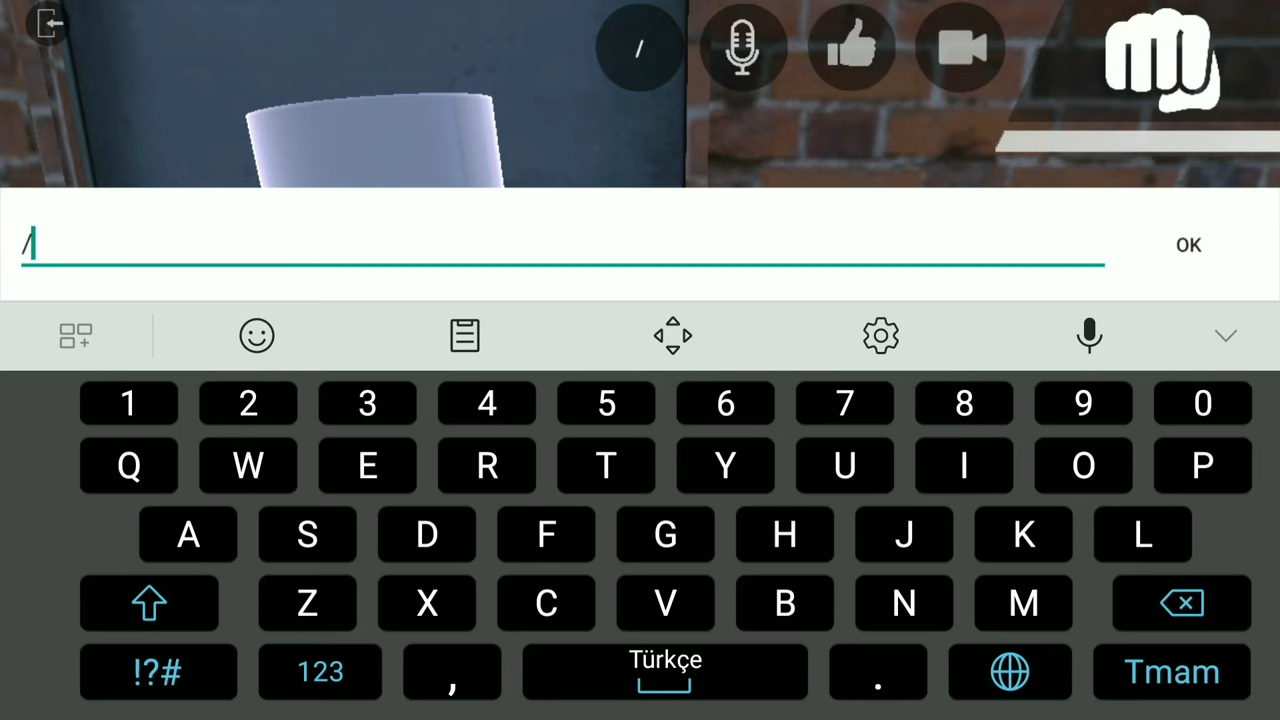 /
/
OK
1 2 3 4 5 6 7 8 9 0
Q W E R T Y U I O P
A S D F G H J K L
Z X C V B N M
!?# 123 , Türkçe . Tmam